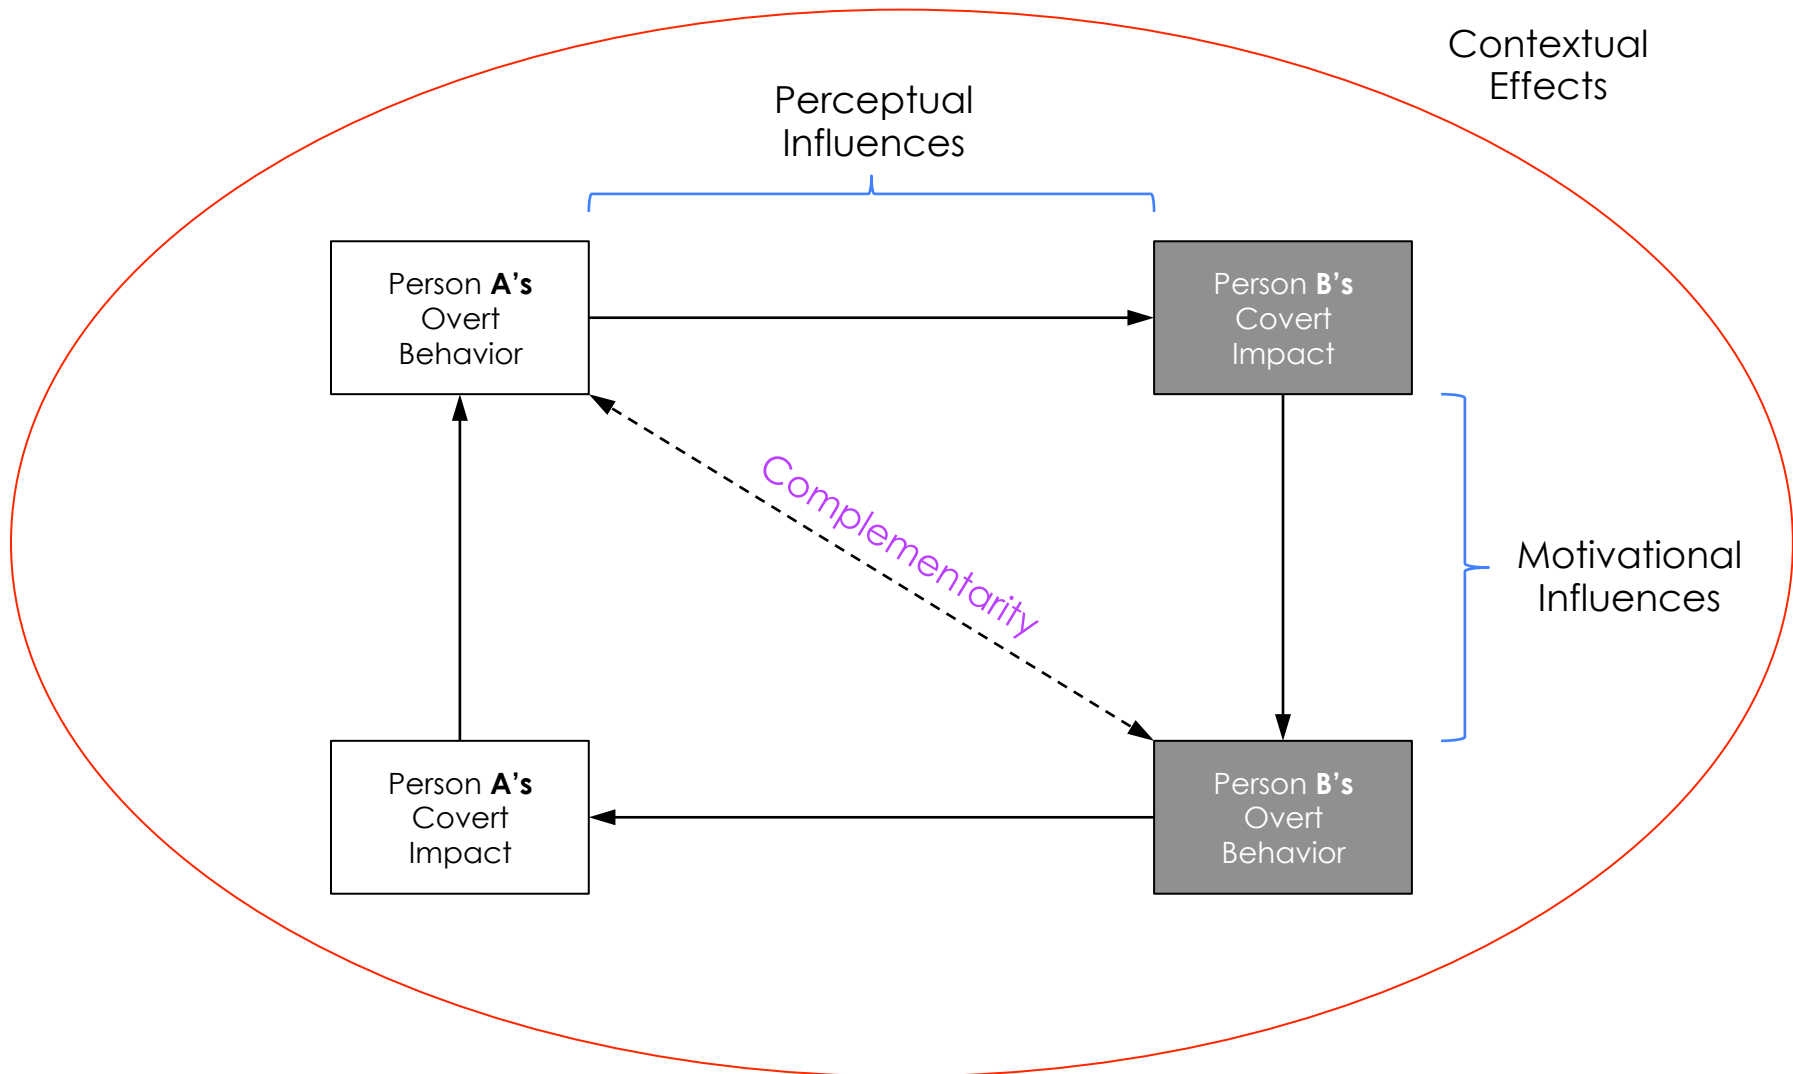 Contextual
Effects
Perceptual
Influences
Person A’s
Overt
Behavior
Person B’s
Covert
Impact
Complementarity
Motivational
Influences
Person A’s
Covert
Impact
Person B’s
Overt
Behavior